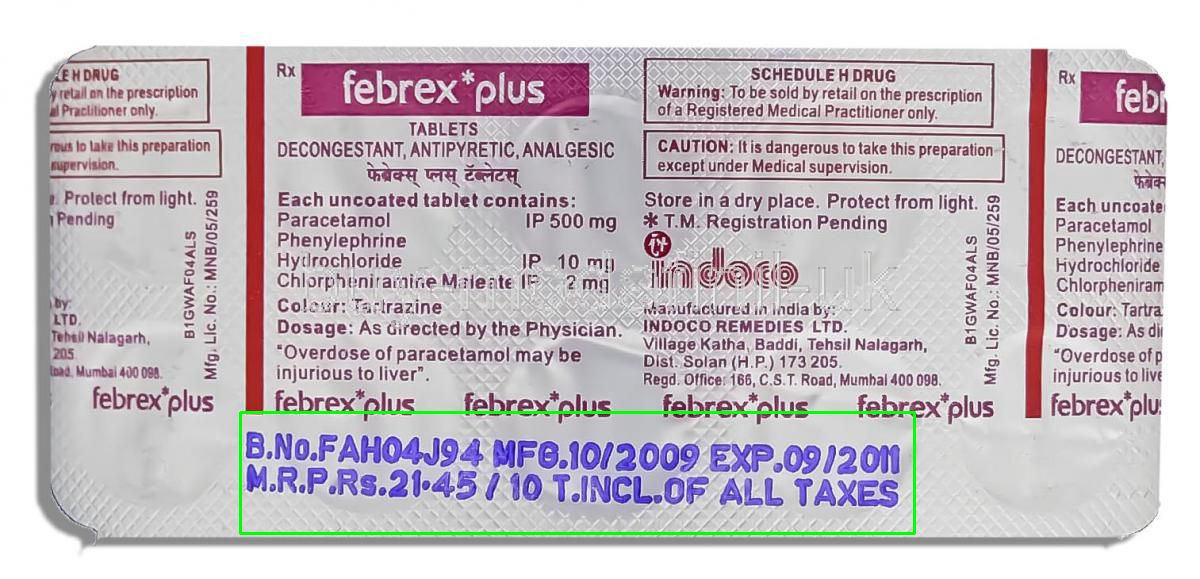 LE H DRUG
y retail on the prescription
al Practitioner only.
rous to take this preparation
supervision.
e. Protect from light.
Pending
by:
LTD.
Tehsil Nalagarh,
205.
Road, Mumbai 400 098.
B1GWAF04ALS
Mfg. Lic. No.: MNB/05/259
febrex*plus
Rx
febrex*plus
TABLETS
DECONGESTANT, ANTIPYRETIC, ANALGESIC
फेब्रेक्स् प्लस् टॅब्लेटस्
Each uncoated tablet contains:
Paracetamol IP 500 mg
Phenylephrine
Hydrochloride IP 10 mg
Chlorpheniramine Maleate IP 2 mg
Colour: Tartrazine
Dosage: As directed by the Physician.
"Overdose of paracetamol may be
injurious to liver".
SCHEDULE H DRUG
Warning: To be sold by retail on the prescription
of a Registered Medical Practitioner only.
CAUTION: It is dangerous to take this preparation
except under Medical supervision.
Store in a dry place. Protect from light.
* T.M. Registration Pending
indoco
Manufactured in India by:
INDOCO REMEDIES LTD.
Village Katha, Baddi, Tehsil Nalagarh,
Dist. Solan (H.P.) 173 205.
Regd. Office: 166, C.S.T. Road, Mumbai 400 098.
B1GWAF04ALS
Mfg. Lic. No.: MNB/05/259
febrex*plus febrex*plus febrex*plus febrex*plus
Rx
febr
DECONGESTANT,
Each uncoate
Paracetamol
Phenylephrine
Hydrochloride
Chlorpheniram
Colour: Tartra
Dosage: As di
"Overdose of p
injurious to live
febrex*plu
B.No.FAH04J94 MFG.10/2009 EXP.09/2011
M.R.P.Rs.21.45 / 10 T.INCL.OF ALL TAXES